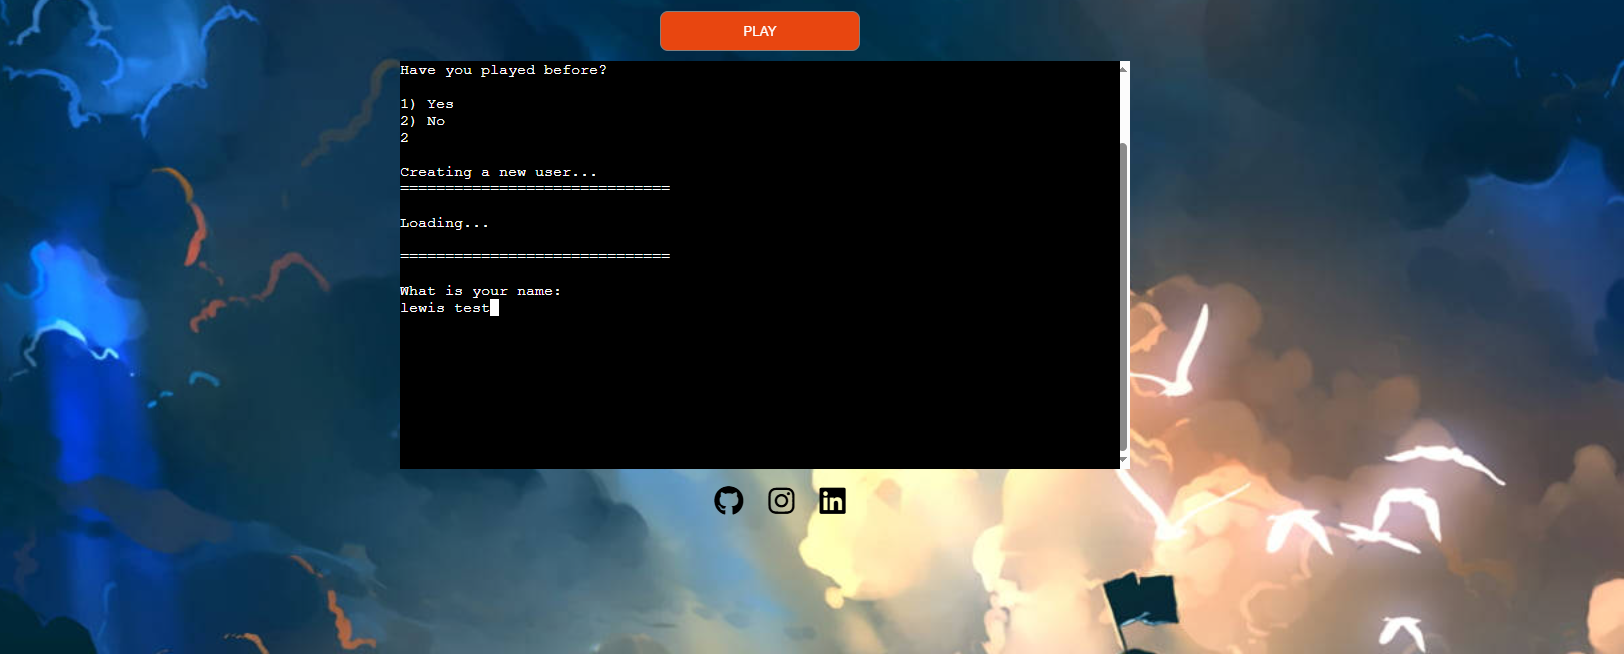 PLAY
Have you played before?
1) Yes
2) No
2
Creating a new user...
==============================
Loading...
==============================
What is your name:
lewis test
in